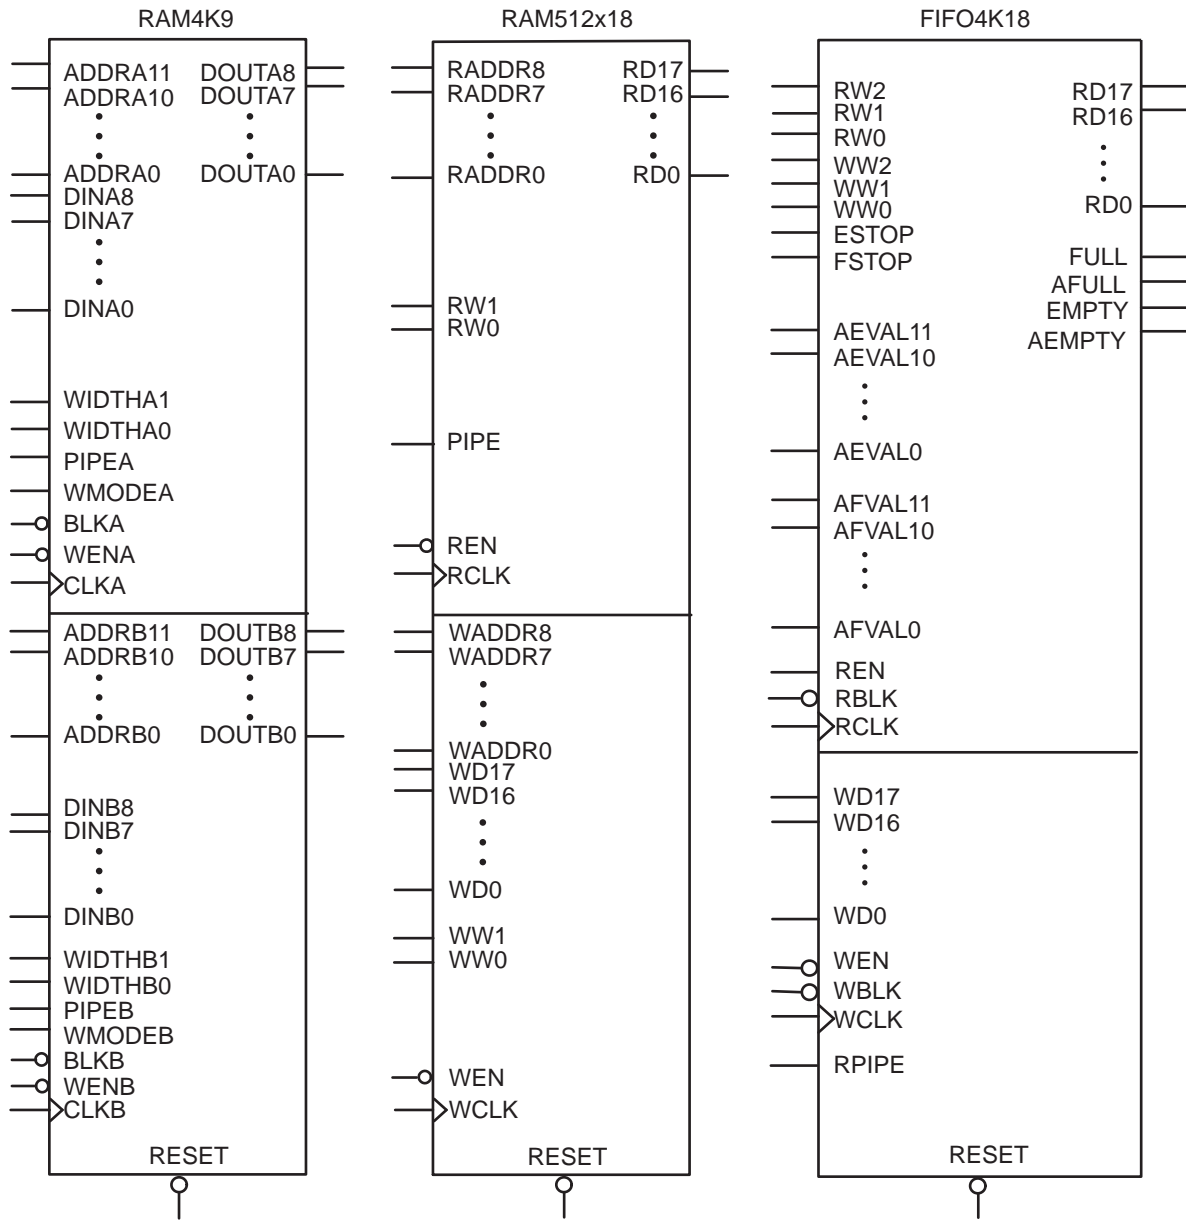 RAM4K9
ADDRA11 DOUTA8
ADDRA10 DOUTA7
ADDRA0 DOUTA0
DINA8
DINA7
DINA0
WIDTHA1
WIDTHA0
PIPEA
WMODEA
BLKA
WENA
CLKA
ADDRB11 DOUTB8
ADDRB10 DOUTB7
ADDRB0 DOUTB0
DINB8
DINB7
DINB0
WIDTHB1
WIDTHB0
PIPEB
WMODEB
BLKB
WENB
CLKB
RESET
RAM512x18
RADDR8 RD17
RADDR7 RD16
RADDR0 RD0
RW1
RW0
PIPE
REN
RCLK
WADDR8
WADDR7
WADDR0
WD17
WD16
WD0
WW1
WW0
WEN
WCLK
RESET
FIFO4K18
RW2 RD17
RW1 RD16
RW0
WW2
WW1
WW0 RD0
ESTOP
FSTOP FULL
AFULL
EMPTY
AEVAL11 AEMPTY
AEVAL10
AEVAL0
AFVAL11
AFVAL10
AFVAL0
REN
RBLK
RCLK
WD17
WD16
WD0
WEN
WBLK
WCLK
RPIPE
RESET